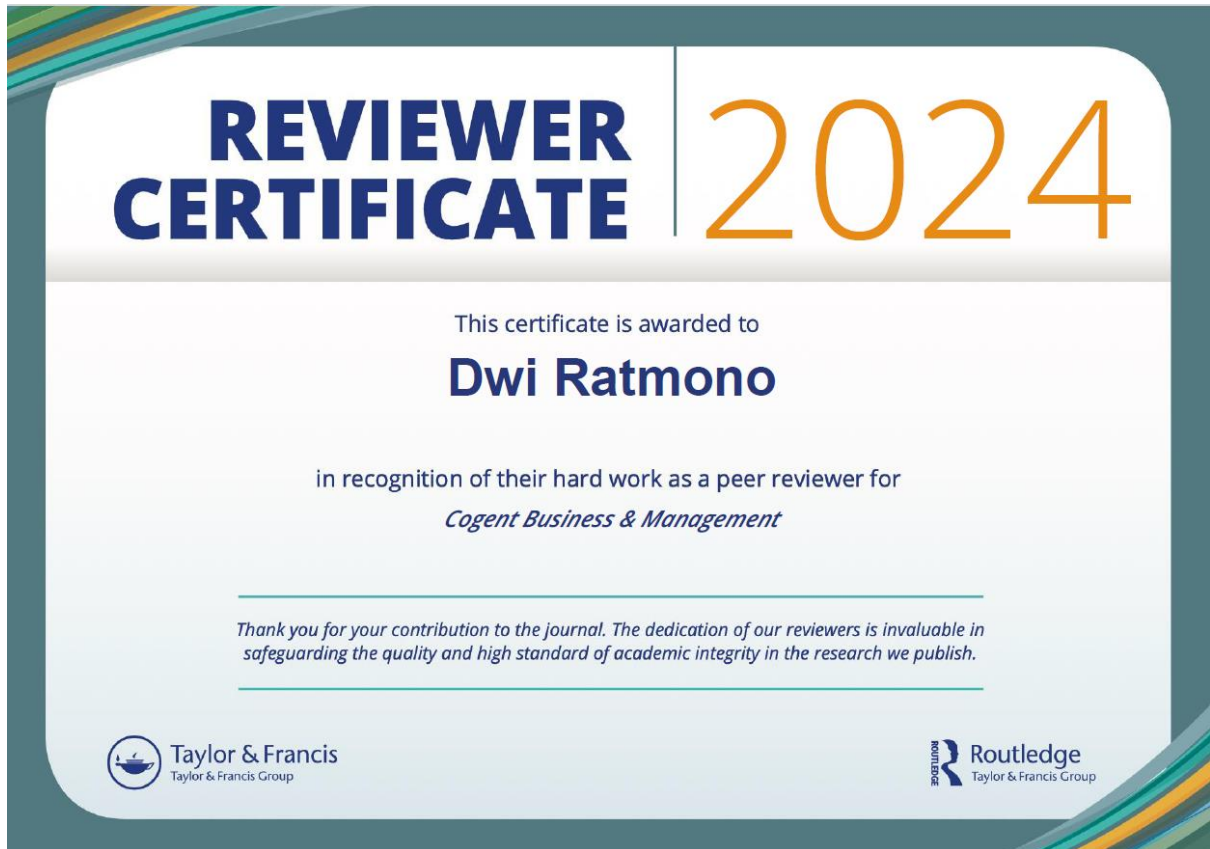 REVIEWER
CERTIFICATE
2024
This certificate is awarded to
Dwi Ratmono
in recognition of their hard work as a peer reviewer for
Cogent Business & Management
Thank you for your contribution to the journal. The dedication of our reviewers is invaluable in
safeguarding the quality and high standard of academic integrity in the research we publish.
Taylor & Francis
Taylor & Francis Group
ROUTLEDGE
Routledge
Taylor & Francis Group